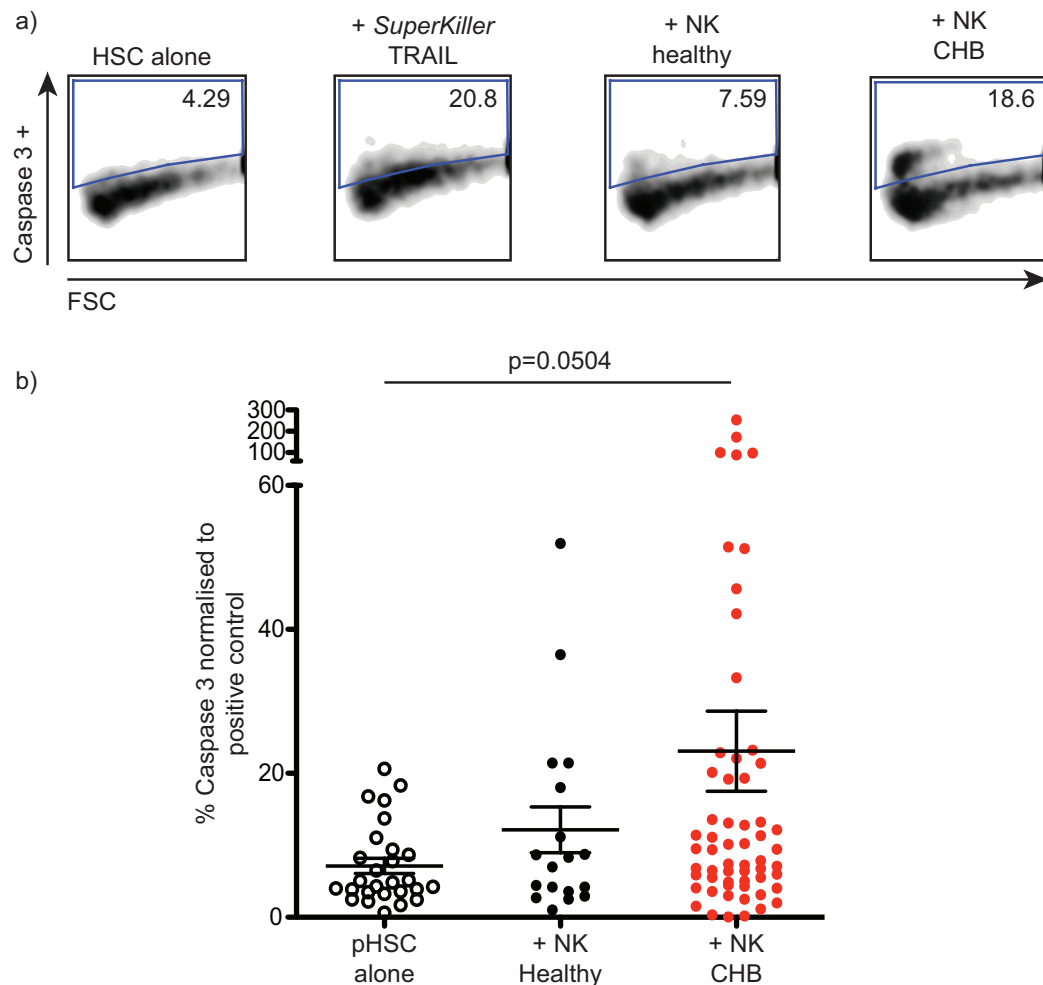 a)
HSC alone
+ SuperKiller
TRAIL
+ NK
healthy
+ NK
CHB
4.29
20.8
7.59
18.6
Caspase 3 +
FSC
b)
p=0.0504
300
200
100
60
40
20
0
% Caspase 3 normalised to
positive control
pHSC
alone
+ NK
Healthy
+ NK
CHB